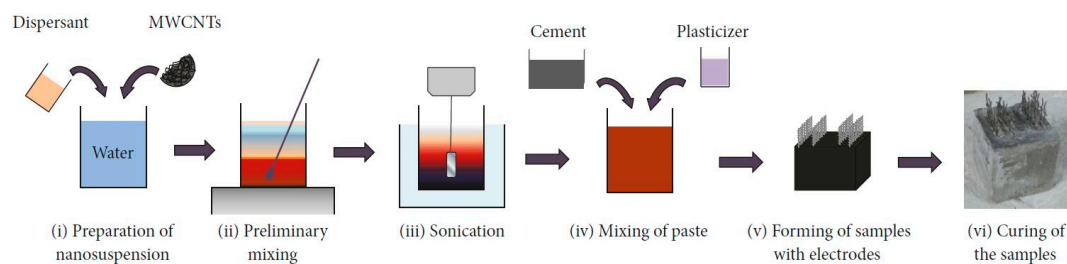 Dispersant
MWCNTs
Cement
Plasticizer
Water
(i) Preparation of
nanosuspension
(ii) Preliminary
mixing
(iii) Sonication
(iv) Mixing of paste
(v) Forming of samples
with electrodes
(vi) Curing of
the samples